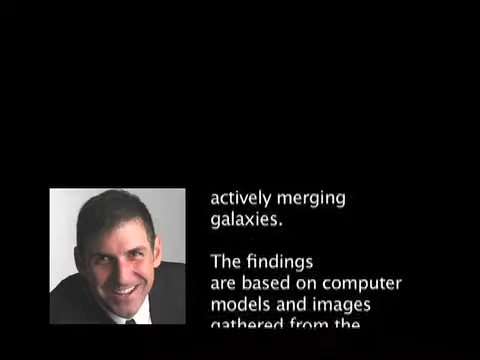 actively merging
galaxies.
The findings
are based on computer
models and images
gathered from the